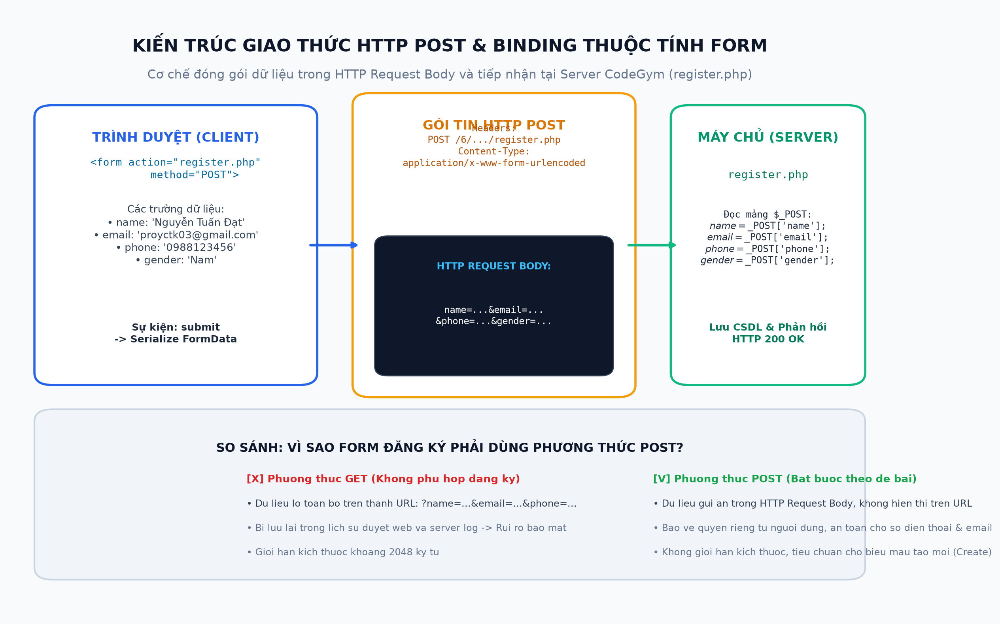 KIẾN TRÚC GIAO THỨC HTTP POST & BINDING THUỘC TÍNH FORM
Cơ chế đóng gói dữ liệu trong HTTP Request Body và tiếp nhận tại Server CodeGym (register.php)
TRÌNH DUYỆT (CLIENT)
<form action="register.php"
method="POST">
Các trường dữ liệu:
• name: 'Nguyễn Tuấn Đạt'
• email: 'proyctk03@gmail.com'
• phone: '0988123456'
• gender: 'Nam'
Sự kiện: submit
-> Serialize FormData
GÓI TIN HTTP POST
Headers:
POST /6/.../register.php
Content-Type:
application/x-www-form-urlencoded
HTTP REQUEST BODY:
name=...&email=...
&phone=...&gender=...
MÁY CHỦ (SERVER)
register.php
Đọc mảng $_POST:
name = _POST['name'];
email = _POST['email'];
phone = _POST['phone'];
gender = _POST['gender'];
Lưu CSDL & Phản hồi
HTTP 200 OK
SO SÁNH: VÌ SAO FORM ĐĂNG KÝ PHẢI DÙNG PHƯƠNG THỨC POST?
[X] Phuong thuc GET (Khong phu hop dang ky)
• Du lieu lo toan bo tren thanh URL: ?name=...&email=...&phone=...
• Bi luu lai trong lich su duyet web va server log -> Rui ro bao mat
• Gioi han kich thuoc khoang 2048 ky tu
[V] Phuong thuc POST (Bat buoc theo de bai)
• Du lieu gui an trong HTTP Request Body, khong hien thi tren URL
• Bao ve quyen rieng tu nguoi dung, an toan cho so dien thoai & email
• Khong gioi han kich thuoc, tieu chuan cho bieu mau tao moi (Create)